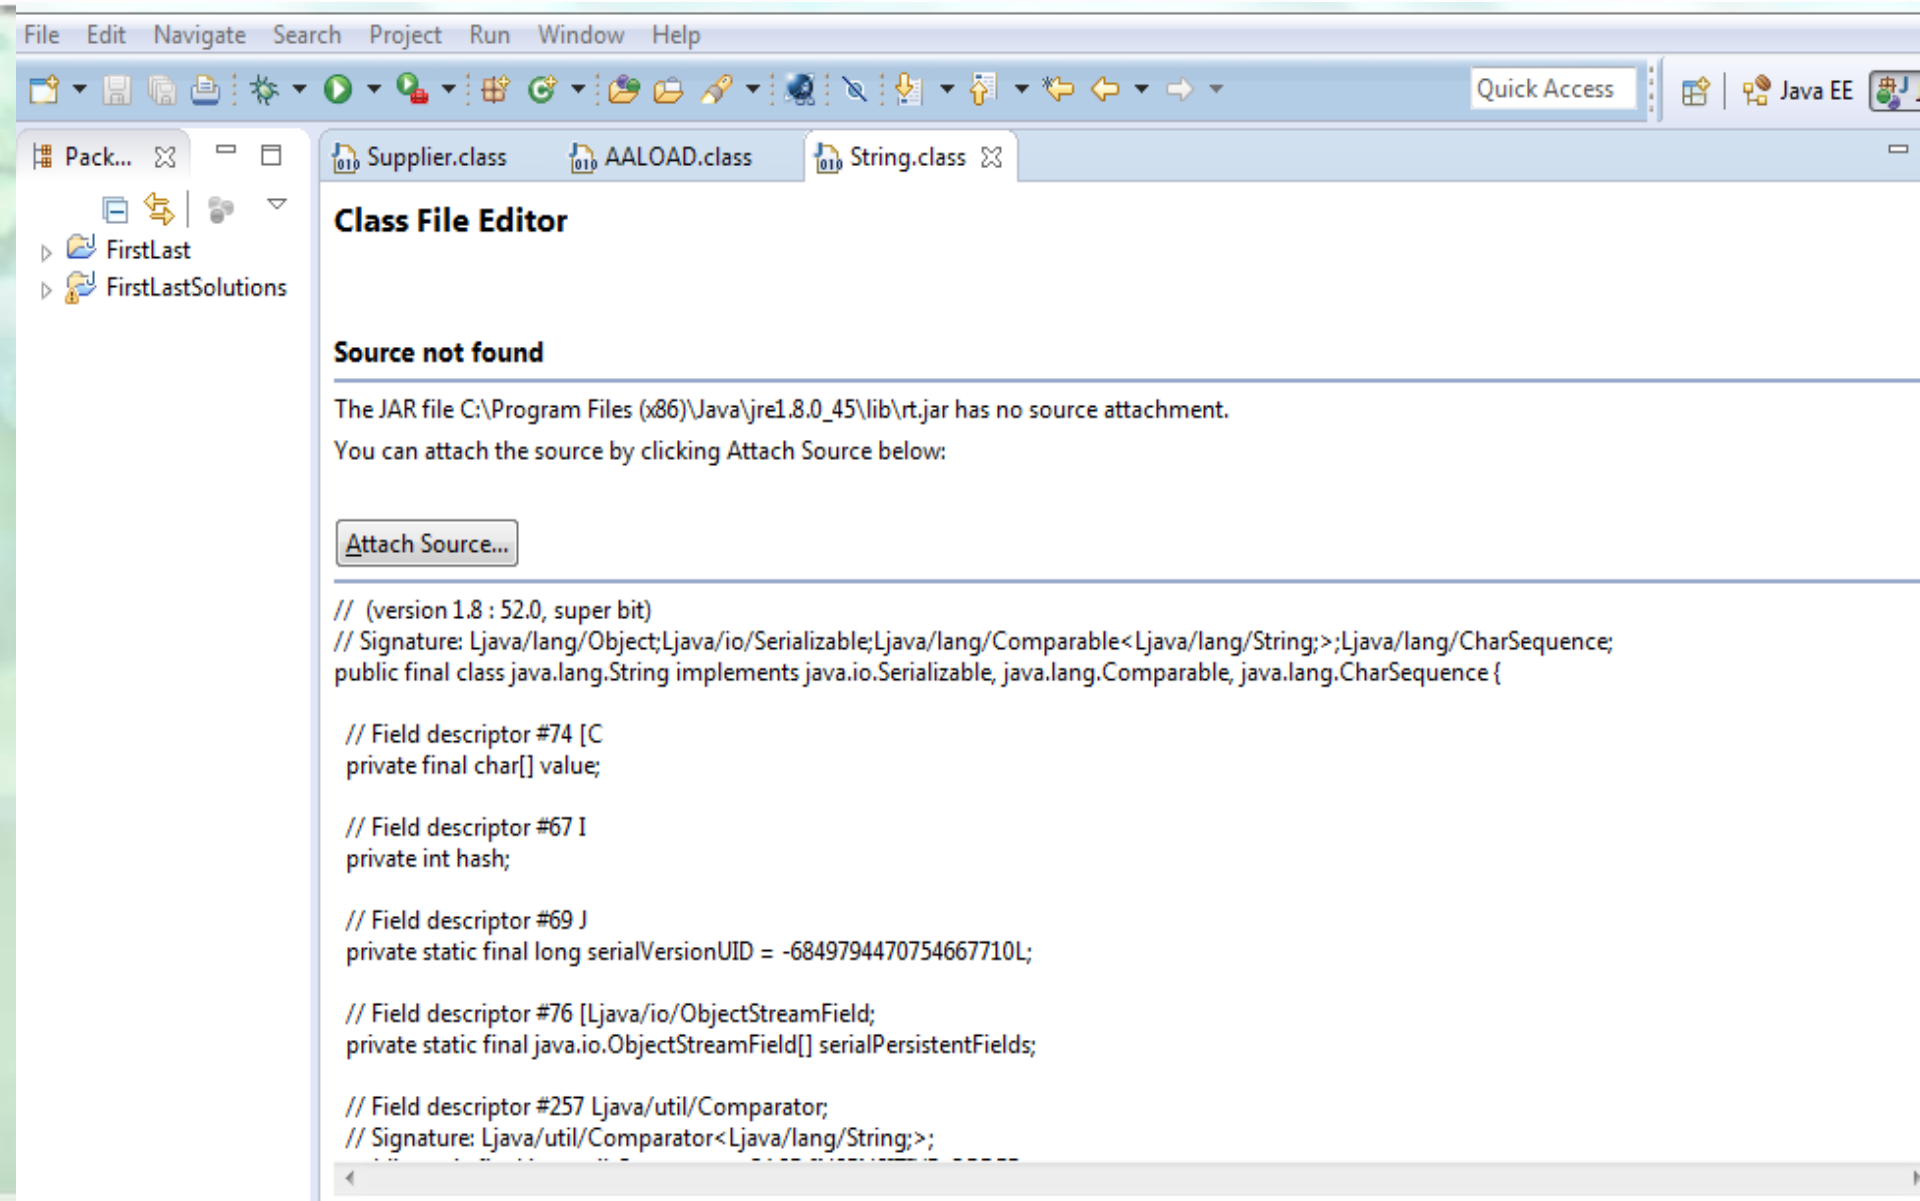 File Edit Navigate Search Project Run Window Help
Quick Access
Java EE
Pack...
Supplier.class AALOAD.class String.class
FirstLast
FirstLastSolutions
Class File Editor
Source not found
The JAR file C:\Program Files (x86)\Java\jre1.8.0_45\lib\rt.jar has no source attachment.
You can attach the source by clicking Attach Source below:
Attach Source...
// (version 1.8 : 52.0, super bit)
// Signature: Ljava/lang/Object;Ljava/io/Serializable;Ljava/lang/Comparable<Ljava/lang/String;>;Ljava/lang/CharSequence;
public final class java.lang.String implements java.io.Serializable, java.lang.Comparable, java.lang.CharSequence {
// Field descriptor #74 [C
private final char[] value;
// Field descriptor #67 I
private int hash;
// Field descriptor #69 J
private static final long serialVersionUID = -6849794470754667710L;
// Field descriptor #76 [Ljava/io/ObjectStreamField;
private static final java.io.ObjectStreamField[] serialPersistentFields;
// Field descriptor #257 Ljava/util/Comparator;
// Signature: Ljava/util/Comparator<Ljava/lang/String;>;